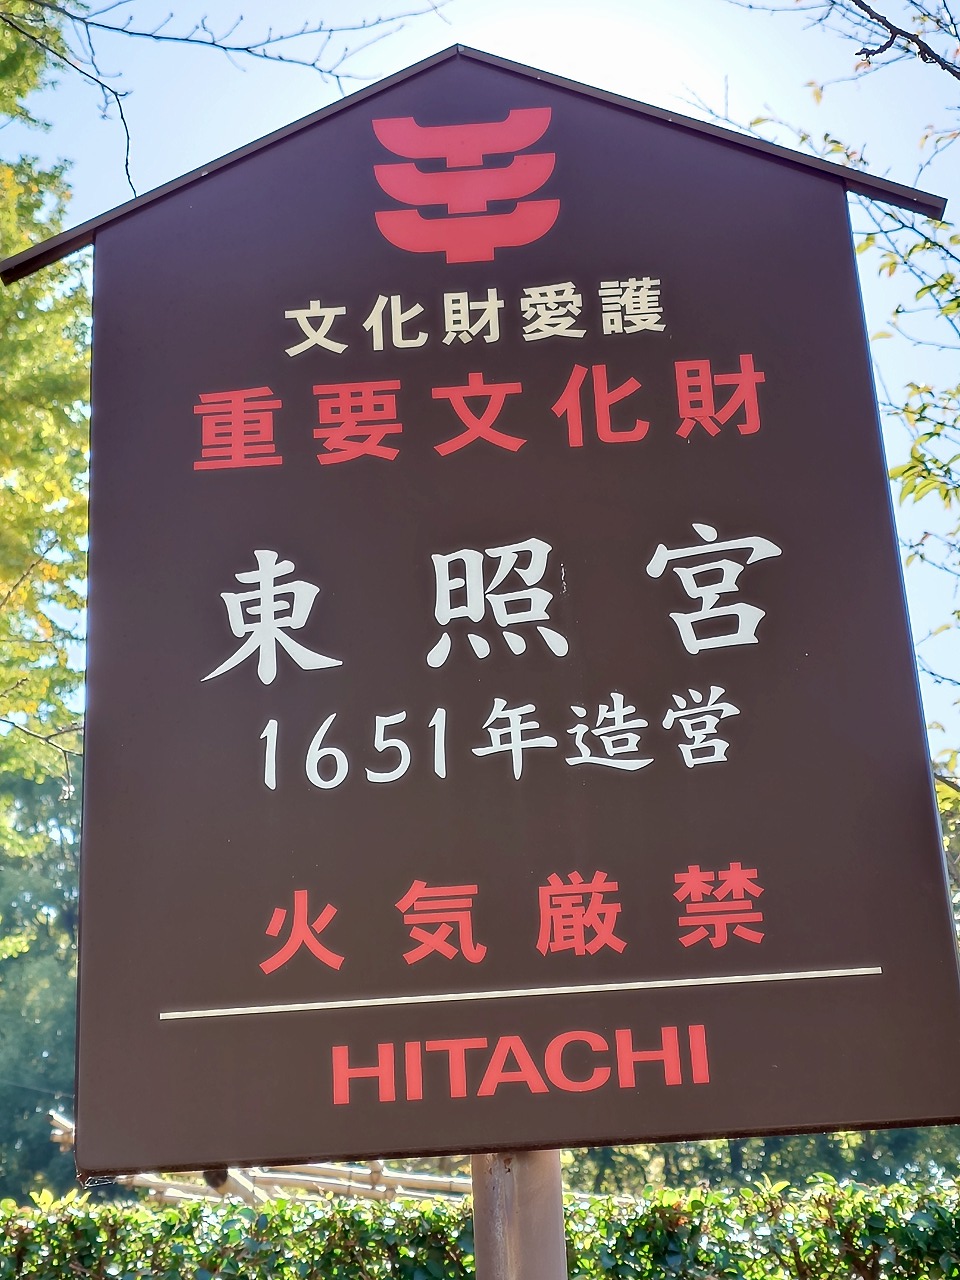 文化財愛護
重要文化財
東照宮
1651年造営
火気厳禁
HITACHI